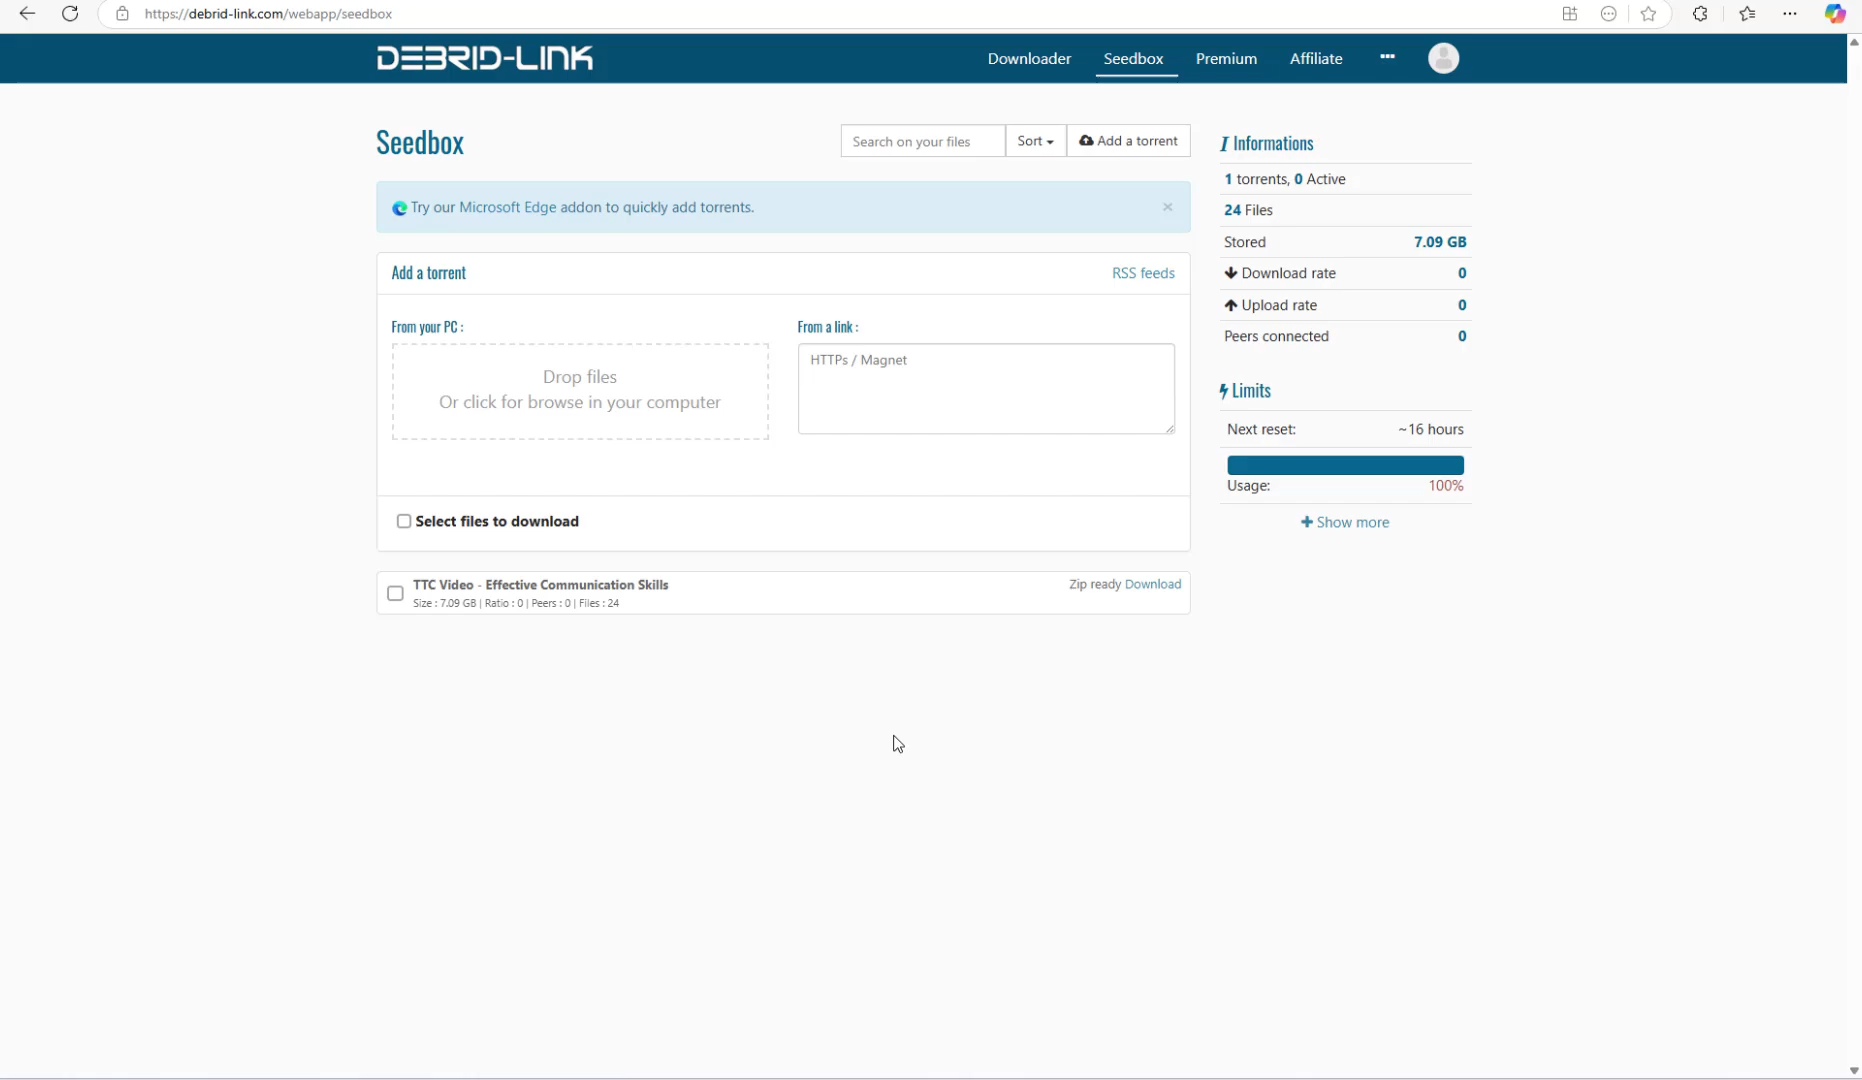 https://debrid-link.com/webapp/seedbox
DEBRID-LINK
Downloader
Seedbox
Premium
Affiliate
Seedbox
Search on your files
Sort
Add a torrent
Try our Microsoft Edge addon to quickly add torrents.
Add a torrent
RSS feeds
From your PC :
Drop files
Or click for browse in your computer
From a link :
HTTPs / Magnet
Select files to download
TTC Video - Effective Communication Skills
Size : 7.09 GB | Ratio : 0 | Peers : 0 | Files : 24
Zip ready Download
Informations
1 torrents, 0 Active
24 Files
Stored 7.09 GB
Download rate 0
Upload rate 0
Peers connected 0
Limits
Next reset: ~16 hours
Usage: 100%
Show more